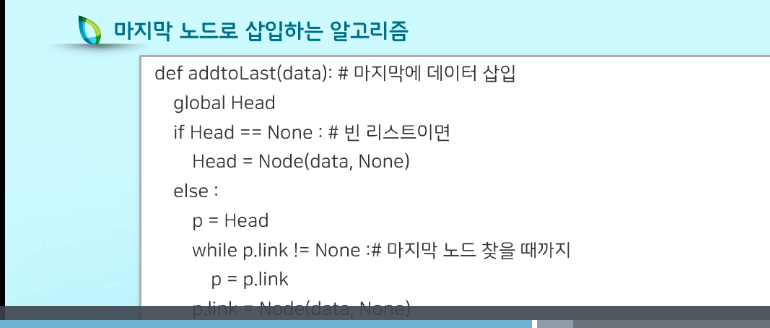 마지막 노드로 삽입하는 알고리즘
def addtoLast(data): # 마지막에 데이터 삽입
global Head
if Head == None : # 빈 리스트이면
Head = Node(data, None)
else :
p = Head
while p.link != None :# 마지막 노드 찾을 때까지
p = p.link
p.link = Node(data, None)